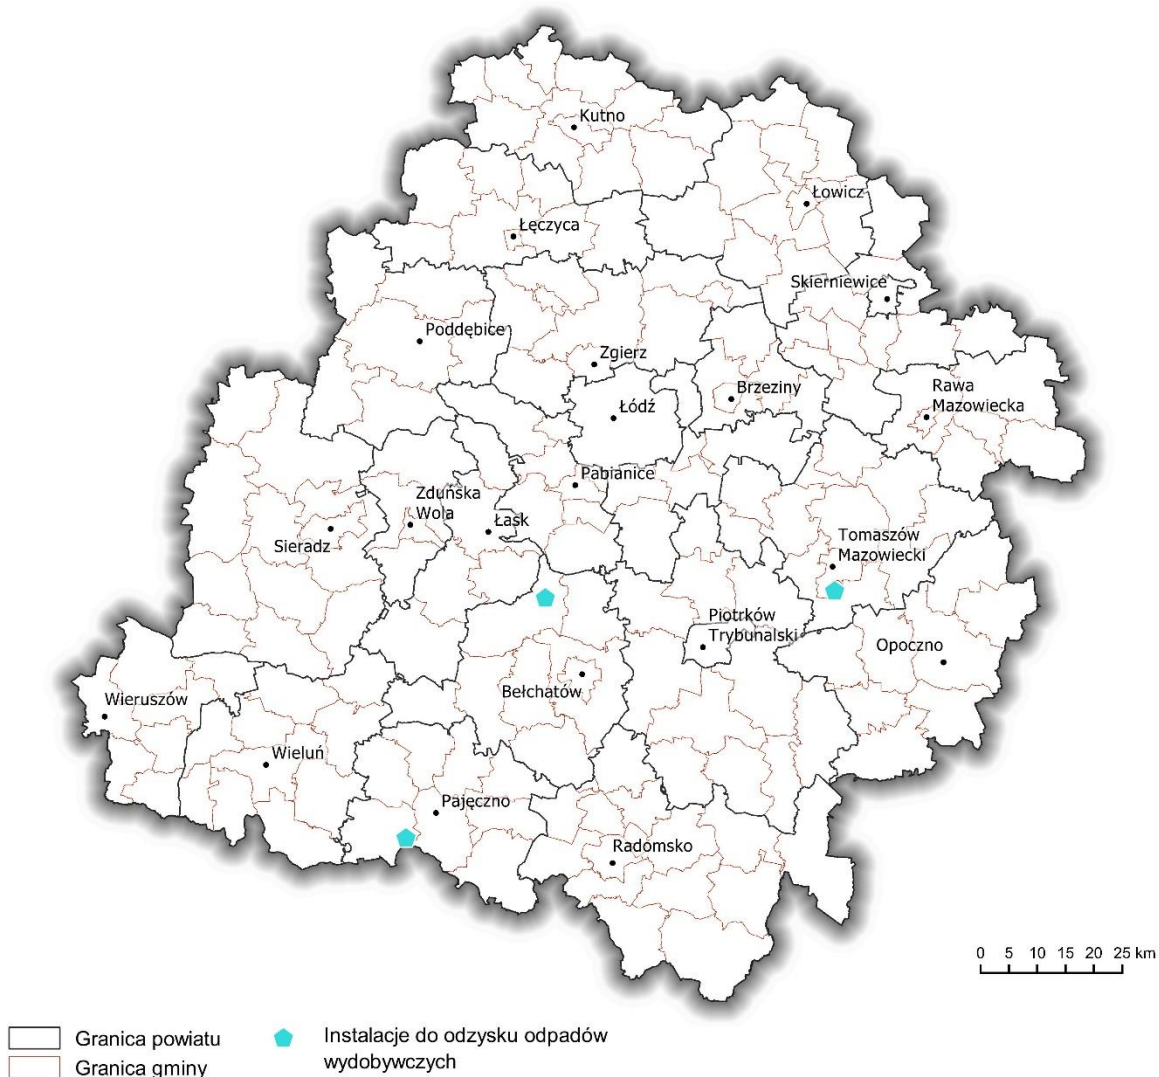 Kutno
Łowicz
Łęczyca
Skierniewice
Poddębice
Zgierz
Brzeziny
Rawa
Mazowiecka
Łódź
Pabianice
Zduńska
Wola
Łask
Sieradz
Tomaszów
Mazowiecki
Piotrków
Trybunalski
Opoczno
Bełchatów
Wieruszów
Wieluń
Pajęczno
Radomsko
0 5 10 15 20 25 km
Granica powiatu
Granica gminy
Instalacje do odzysku odpadów
wydobywczych